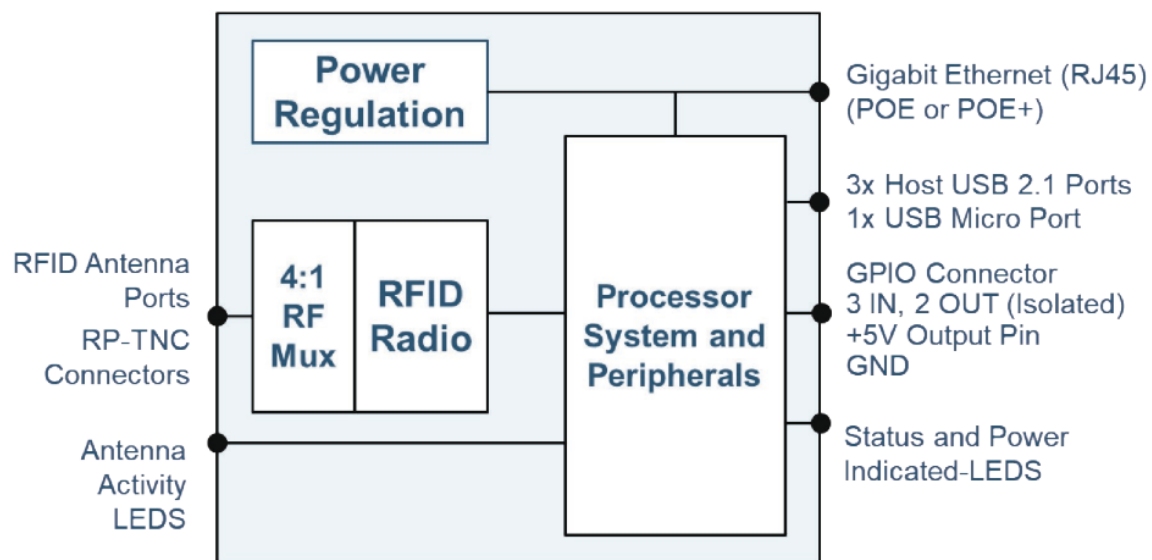 Power
Regulation
Gigabit Ethernet (RJ45)
(POE or POE+)
3x Host USB 2.1 Ports
1x USB Micro Port
RFID Antenna
Ports
RP-TNC
Connectors
4:1
RF
Mux
RFID
Radio
Processor
System and
Peripherals
GPIO Connector
3 IN, 2 OUT (Isolated)
+5V Output Pin
GND
Antenna
Activity
LEDS
Status and Power
Indicated-LEDS